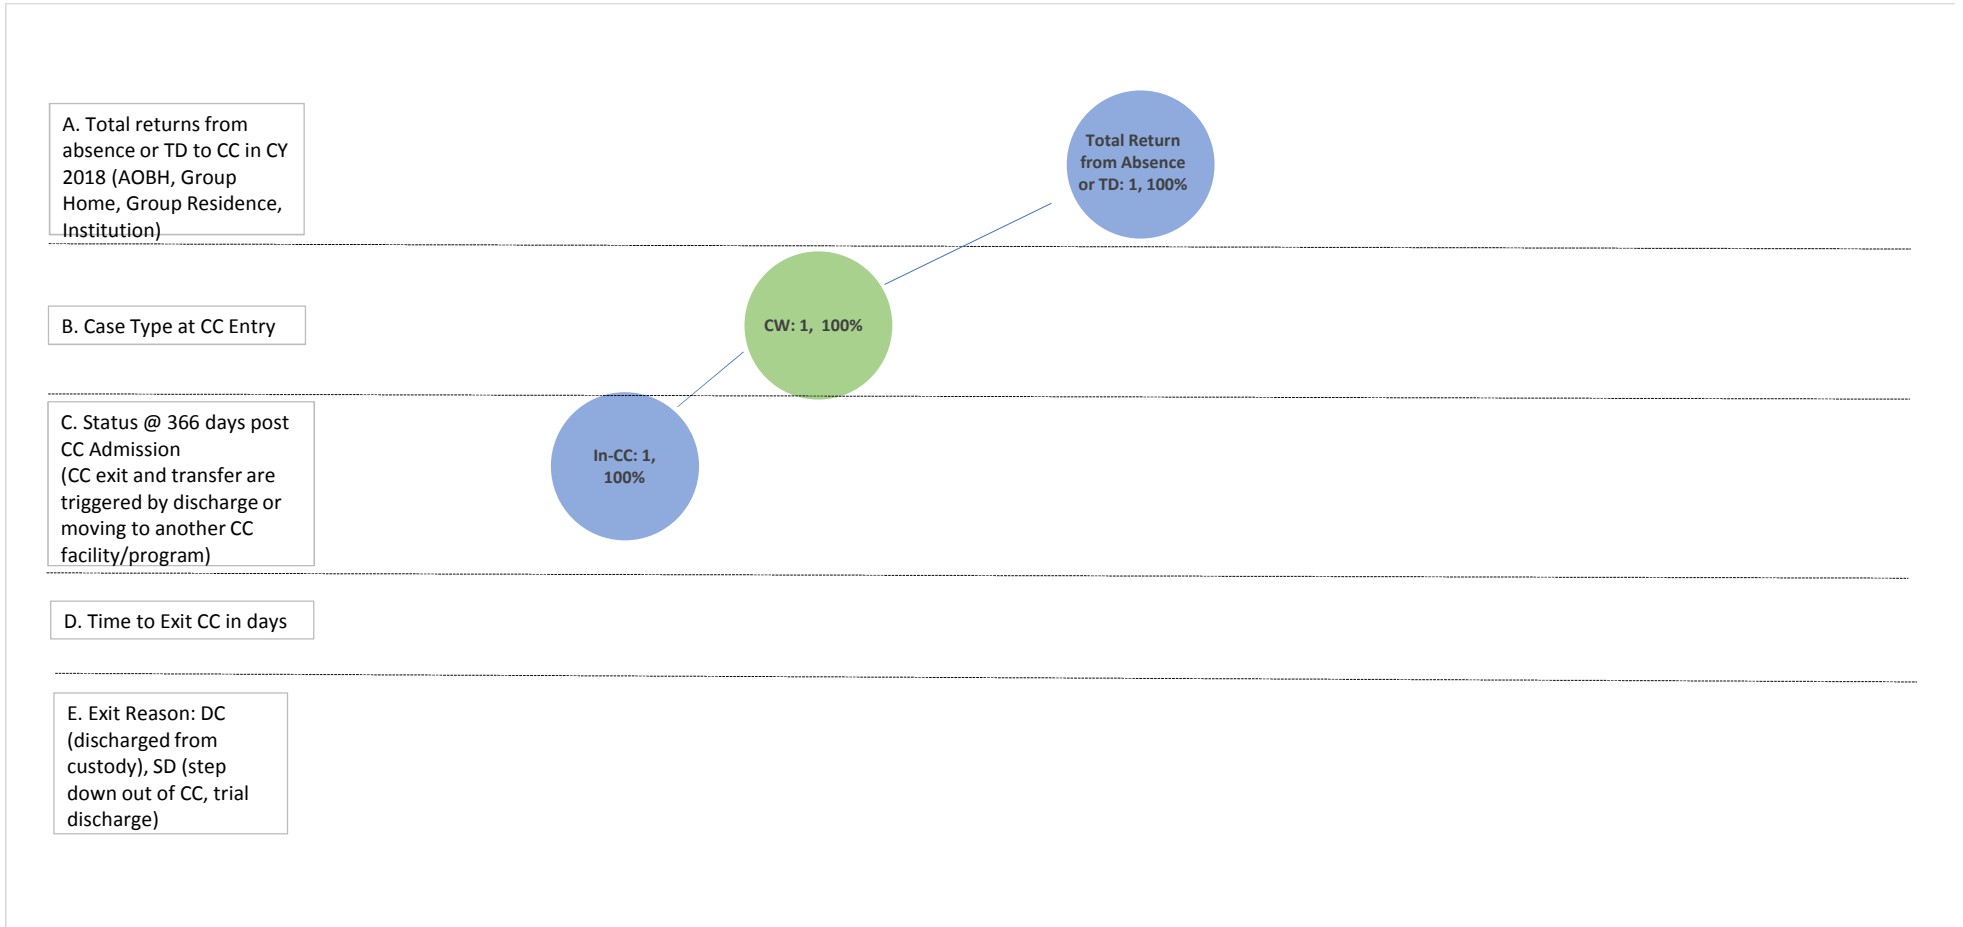 A. Total returns from
absence or TD to CC in CY
2018 (AOBH, Group
Home, Group Residence,
Institution)
Total Return
from Absence
or TD: 1, 100%
B. Case Type at CC Entry
CW: 1, 100%
C. Status @ 366 days post
CC Admission
(CC exit and transfer are
triggered by discharge or
moving to another CC
facility/program)
In-CC: 1,
100%
D. Time to Exit CC in days
E. Exit Reason: DC
(discharged from
custody), SD (step
down out of CC, trial
discharge)